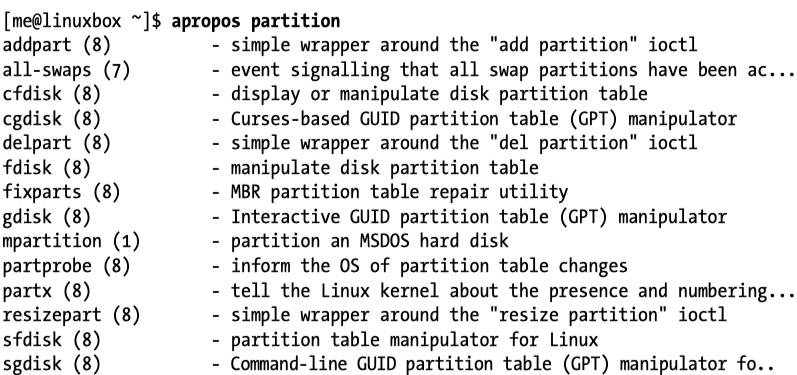 [me@linuxbox ~]$ apropos partition
addpart (8) - simple wrapper around the "add partition" ioctl
all-swaps (7) - event signalling that all swap partitions have been ac...
cfdisk (8) - display or manipulate disk partition table
cgdisk (8) - Curses-based GUID partition table (GPT) manipulator
delpart (8) - simple wrapper around the "del partition" ioctl
fdisk (8) - manipulate disk partition table
fixparts (8) - MBR partition table repair utility
gdisk (8) - Interactive GUID partition table (GPT) manipulator
mpartition (1) - partition an MSDOS hard disk
partprobe (8) - inform the OS of partition table changes
partx (8) - tell the Linux kernel about the presence and numbering...
resizepart (8) - simple wrapper around the "resize partition" ioctl
sfdisk (8) - partition table manipulator for Linux
sgdisk (8) - Command-line GUID partition table (GPT) manipulator fo..